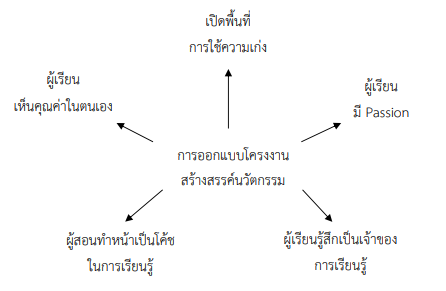 เปิดพื้นที่
การใช้ความเก่ง
ผู้เรียน
เห็นคุณค่าในตนเอง
ผู้เรียน
มี Passion
การออกแบบโครงงาน
สร้างสรรค์นวัตกรรม
ผู้สอนทำหน้าเป็นโค้ช
ในการเรียนรู้
ผู้เรียนรู้สึกเป็นเจ้าของ
การเรียนรู้